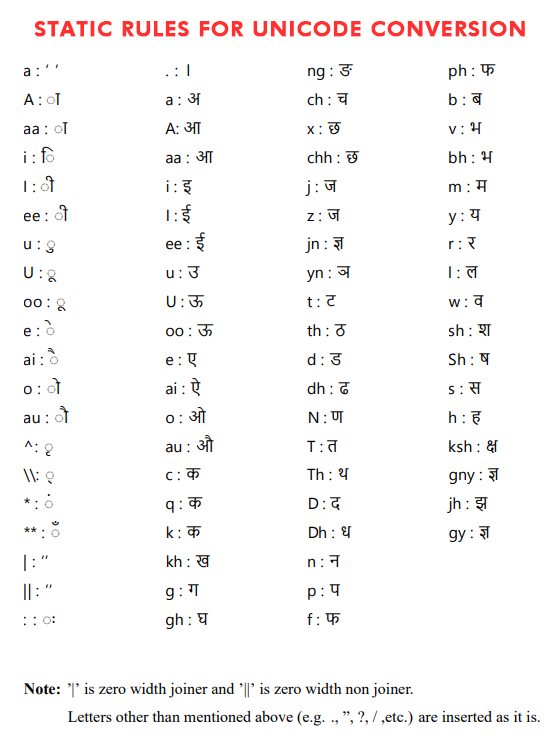 STATIC RULES FOR UNICODE CONVERSION
a : ‘ ’ . : । ng : ङ ph : फ
A : ा a : अ ch : च b : ब
aa : ा A: आ x : छ v : भ
i : ि aa : आ chh : छ bh : भ
I : ी i : इ j : ज m : म
ee : ी I : ई z : ज y : य
u : ु ee : ई jn : ज्ञ r : र
U : ू u : उ yn : ञ l : ल
oo : ू U : ऊ t : ट w : व
e : े oo : ऊ th : ठ sh : श
ai : ै e : ए d : ड Sh : ष
o : ो ai : ऐ dh : ढ s : स
au : ौ o : ओ N : ण h : ह
^: ृ au : औ T : त ksh : क्ष
\\: ् c : क Th : थ gny : ज्ञ
* : ं q : क D : द jh : झ
** : ँ k : क Dh : ध gy : ज्ञ
| : ” kh : ख n : न
|| : ” g : ग p : प
: : ः gh : घ f : फ
Note: ’|’ is zero width joiner and ’||’ is zero width non joiner.
Letters other than mentioned above (e.g. ., ”, ?, / ,etc.) are inserted as it is.